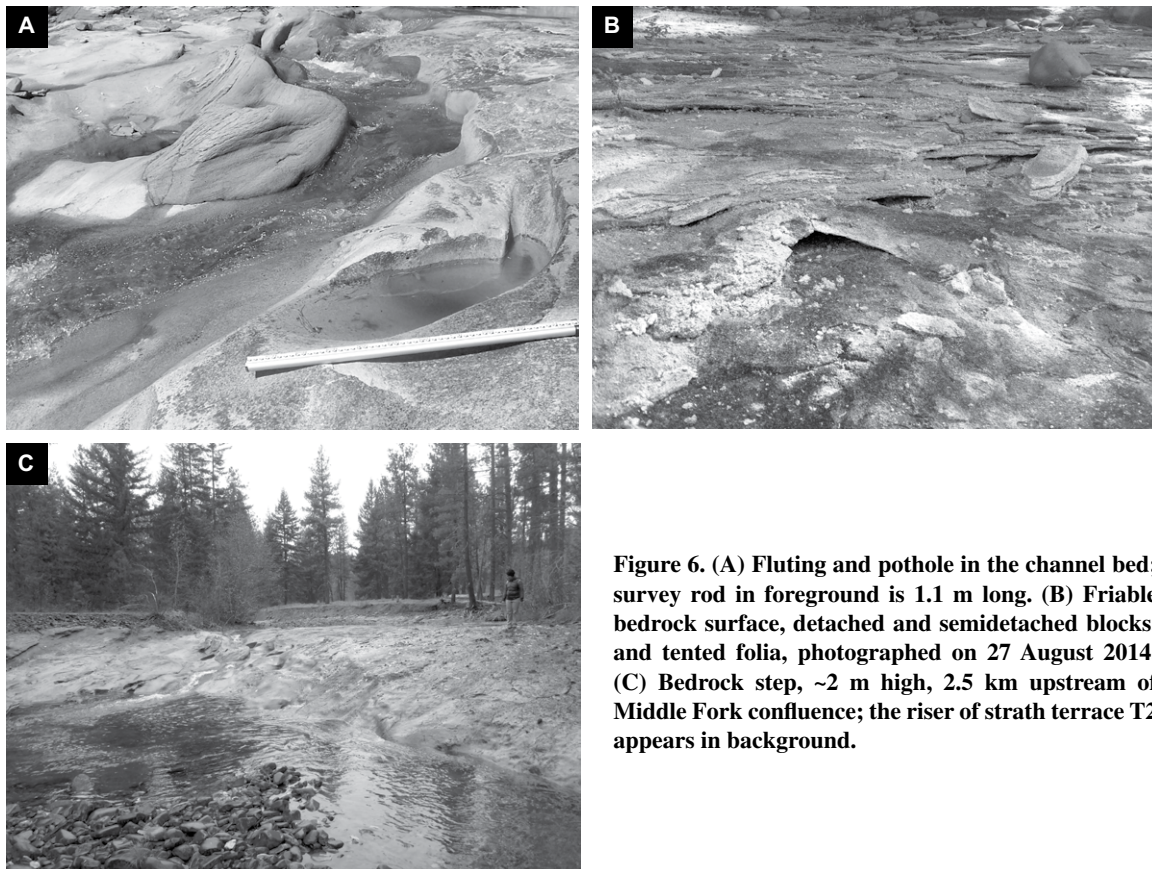 A
B
C
Figure 6. (A) Fluting and pothole in the channel bed;
survey rod in foreground is 1.1 m long. (B) Friable
bedrock surface, detached and semidetached blocks
and tented folia, photographed on 27 August 2014
(C) Bedrock step, ~2 m high, 2.5 km upstream of
Middle Fork confluence; the riser of strath terrace T2
appears in background.